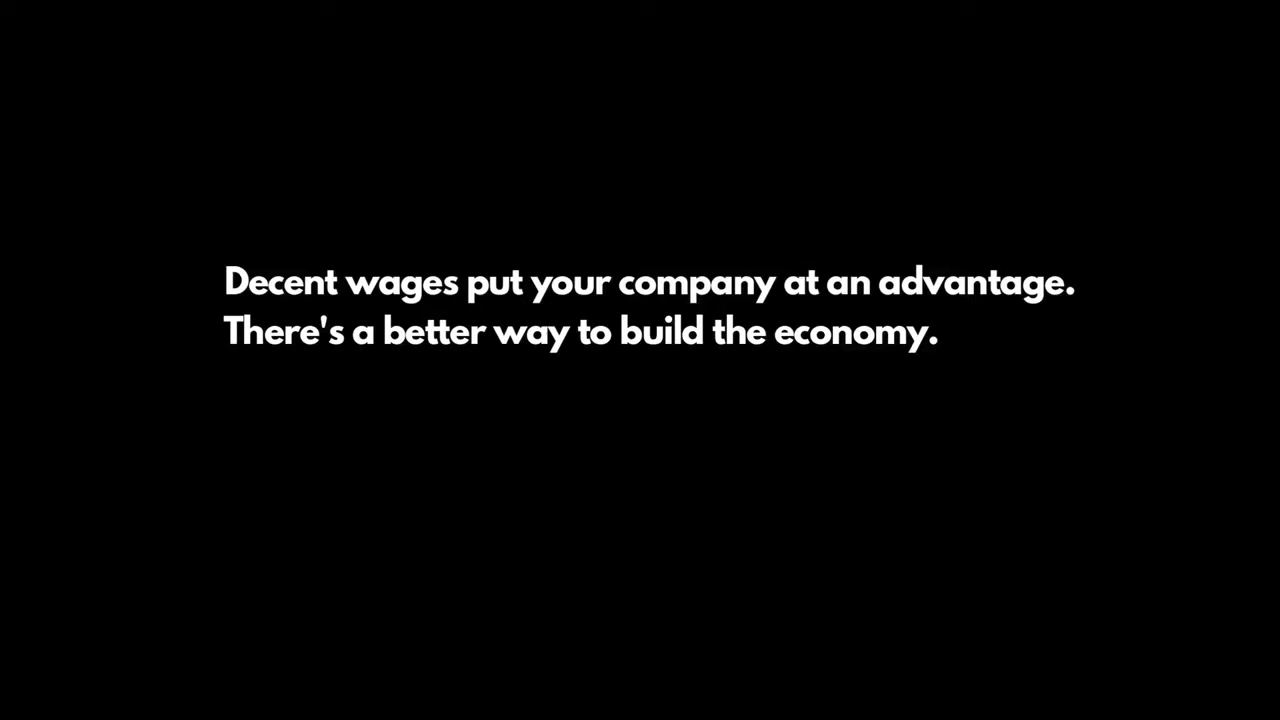 Decent wages put your company at an advantage.
There's a better way to build the economy.